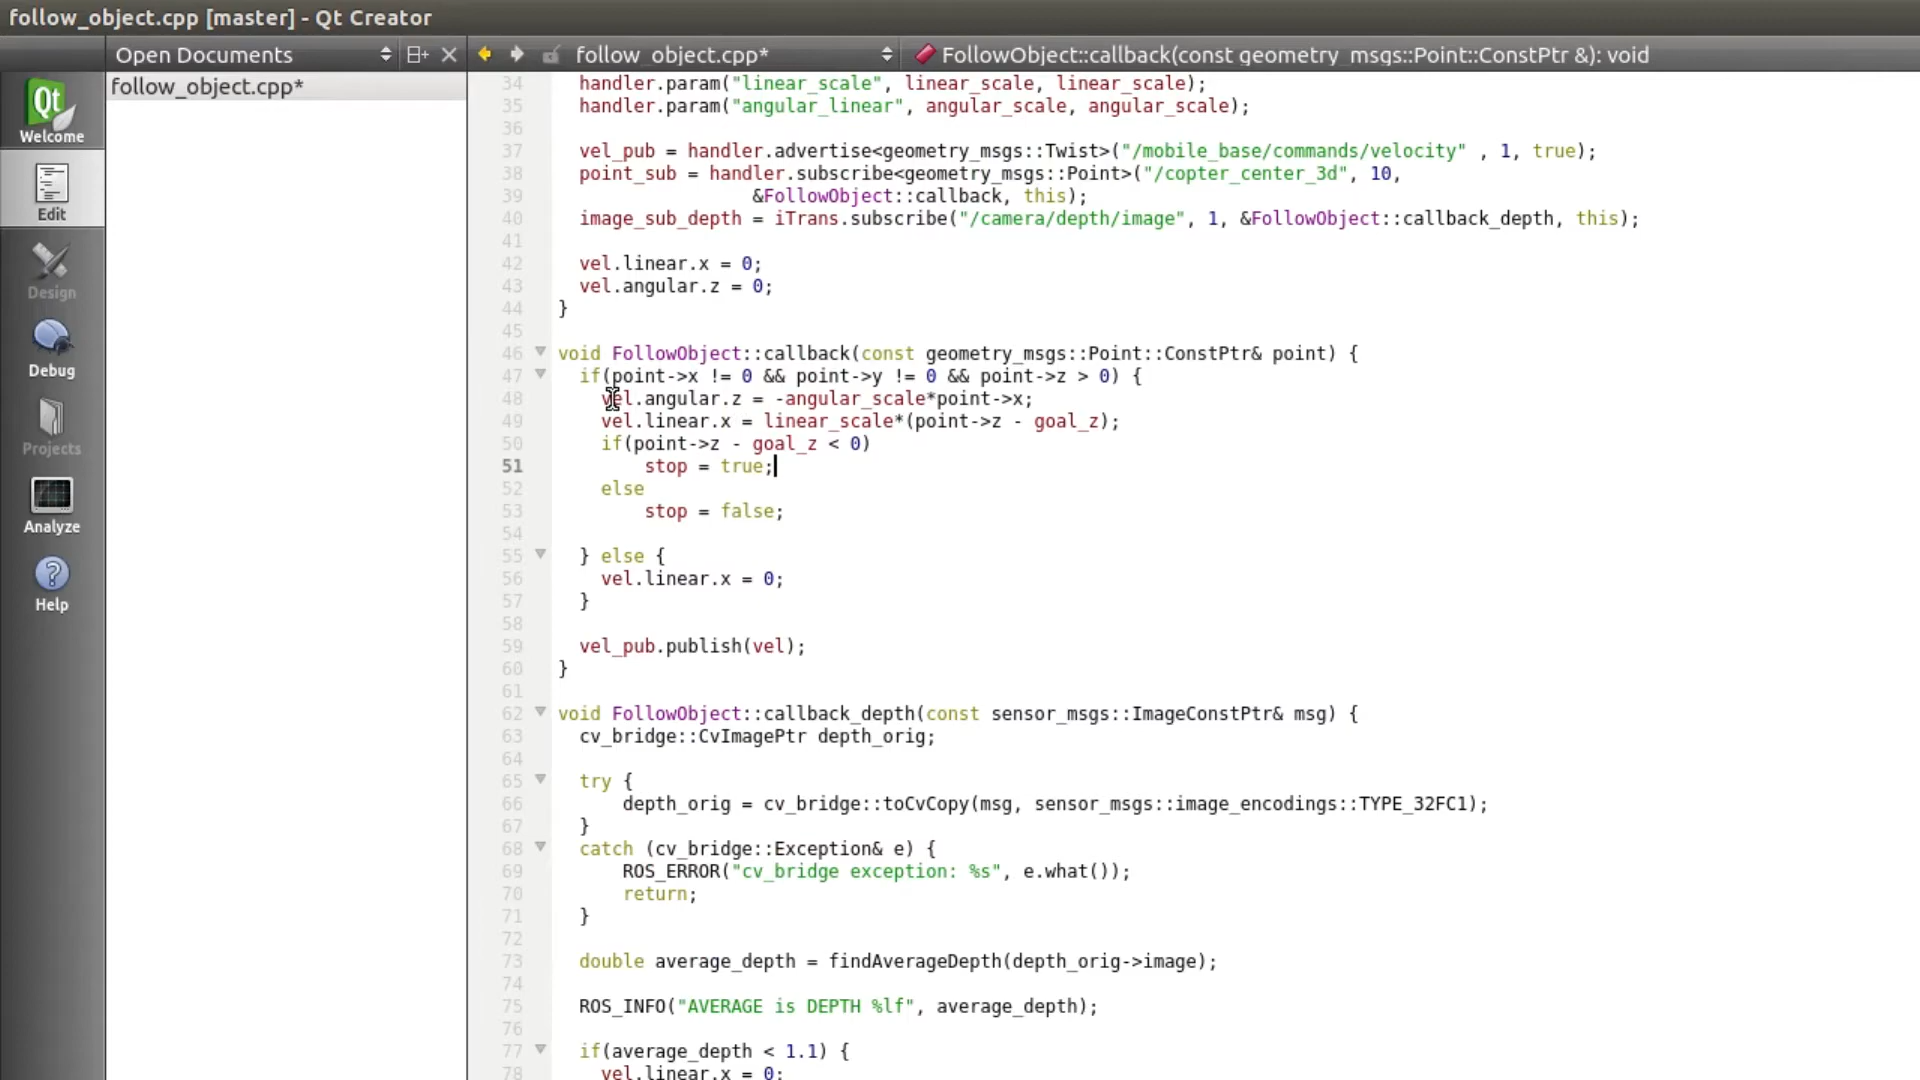 follow_object.cpp [master] - Qt Creator
Open Documents
follow_object.cpp*
FollowObject::callback(const geometry_msgs::Point::ConstPtr &): void
follow_object.cpp*
Welcome
Edit
Design
Debug
Projects
Analyze
Help
34 handler.param("linear_scale", linear_scale, linear_scale);
35 handler.param("angular_linear", angular_scale, angular_scale);
36
37 vel_pub = handler.advertise<geometry_msgs::Twist>("/mobile_base/commands/velocity" , 1, true);
38 point_sub = handler.subscribe<geometry_msgs::Point>("/copter_center_3d", 10,
39 &FollowObject::callback, this);
40 image_sub_depth = iTrans.subscribe("/camera/depth/image", 1, &FollowObject::callback_depth, this);
41
42 vel.linear.x = 0;
43 vel.angular.z = 0;
44 }
45
46 void FollowObject::callback(const geometry_msgs::Point::ConstPtr& point) {
47 if(point->x != 0 && point->y != 0 && point->z > 0) {
48 vel.angular.z = -angular_scale*point->x;
49 vel.linear.x = linear_scale*(point->z - goal_z);
50 if(point->z - goal_z < 0)
51 stop = true;
52 else
53 stop = false;
54
55 } else {
56 vel.linear.x = 0;
57 }
58
59 vel_pub.publish(vel);
60 }
61
62 void FollowObject::callback_depth(const sensor_msgs::ImageConstPtr& msg) {
63 cv_bridge::CvImagePtr depth_orig;
64
65 try {
66 depth_orig = cv_bridge::toCvCopy(msg, sensor_msgs::image_encodings::TYPE_32FC1);
67 }
68 catch (cv_bridge::Exception& e) {
69 ROS_ERROR("cv_bridge exception: %s", e.what());
70 return;
71 }
72
73 double average_depth = findAverageDepth(depth_orig->image);
74
75 ROS_INFO("AVERAGE is DEPTH %lf", average_depth);
76
77 if(average_depth < 1.1) {
78 vel.linear.x = 0;